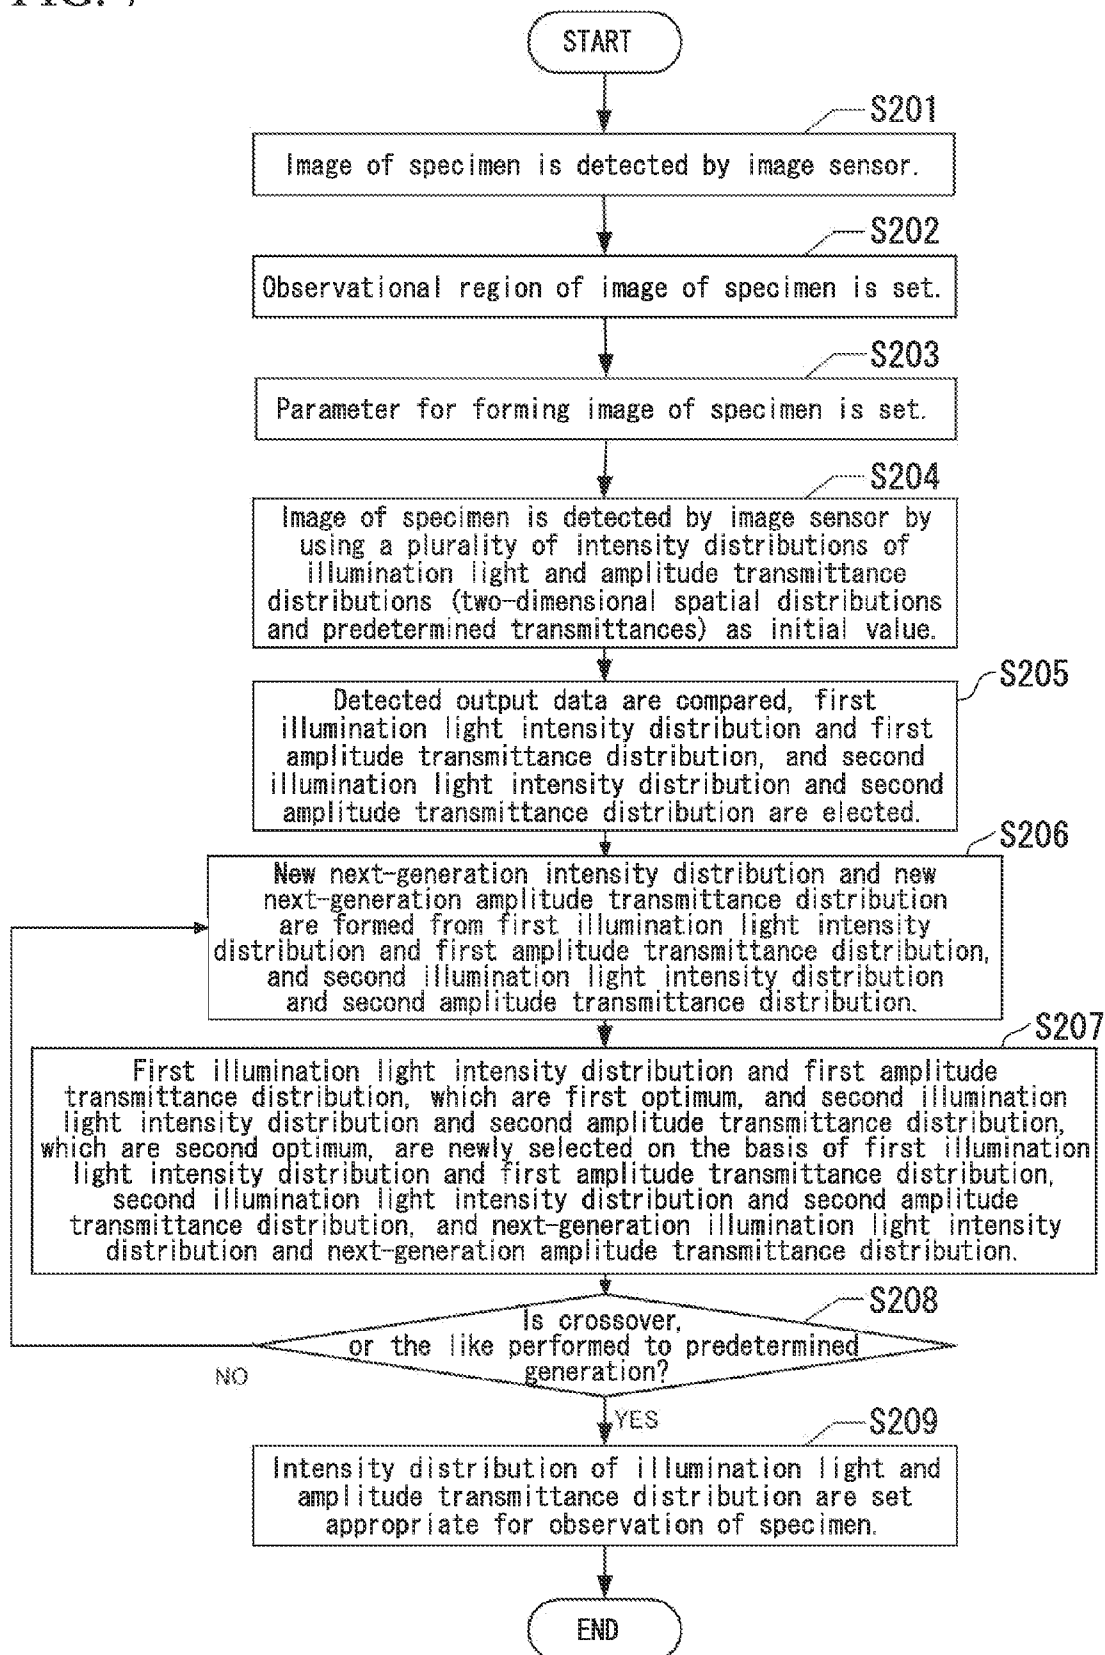 START
S201
Image of specimen is detected by image sensor.
S202
Observational region of image of specimen is set.
S203
Parameter for forming image of specimen is set.
S204
Image of specimen is detected by image sensor by
using a plurality of intensity distributions of
illumination light and amplitude transmittance
distributions (two-dimensional spatial distributions
and predetermined transmittances) as initial value.
S205
Detected output data are compared, first
illumination light intensity distribution and first
amplitude transmittance distribution, and second
illumination light intensity distribution and second
amplitude transmittance distribution are elected.
S206
New next-generation intensity distribution and new
next-generation amplitude transmittance distribution
are formed from first illumination light intensity
distribution and first amplitude transmittance distribution,
and second illumination light intensity distribution
and second amplitude transmittance distribution.
S207
First illumination light intensity distribution and first amplitude
transmittance distribution, which are first optimum, and second illumination
light intensity distribution and second amplitude transmittance distribution,
which are second optimum, are newly selected on the basis of first illumination
light intensity distribution and first amplitude transmittance distribution,
second illumination light intensity distribution and second amplitude
transmittance distribution, and next-generation illumination light intensity
distribution and next-generation amplitude transmittance distribution.
S208
Is crossover,
or the like performed to predetermined
generation?
NO
YES
S209
Intensity distribution of illumination light and
amplitude transmittance distribution are set
appropriate for observation of specimen.
END